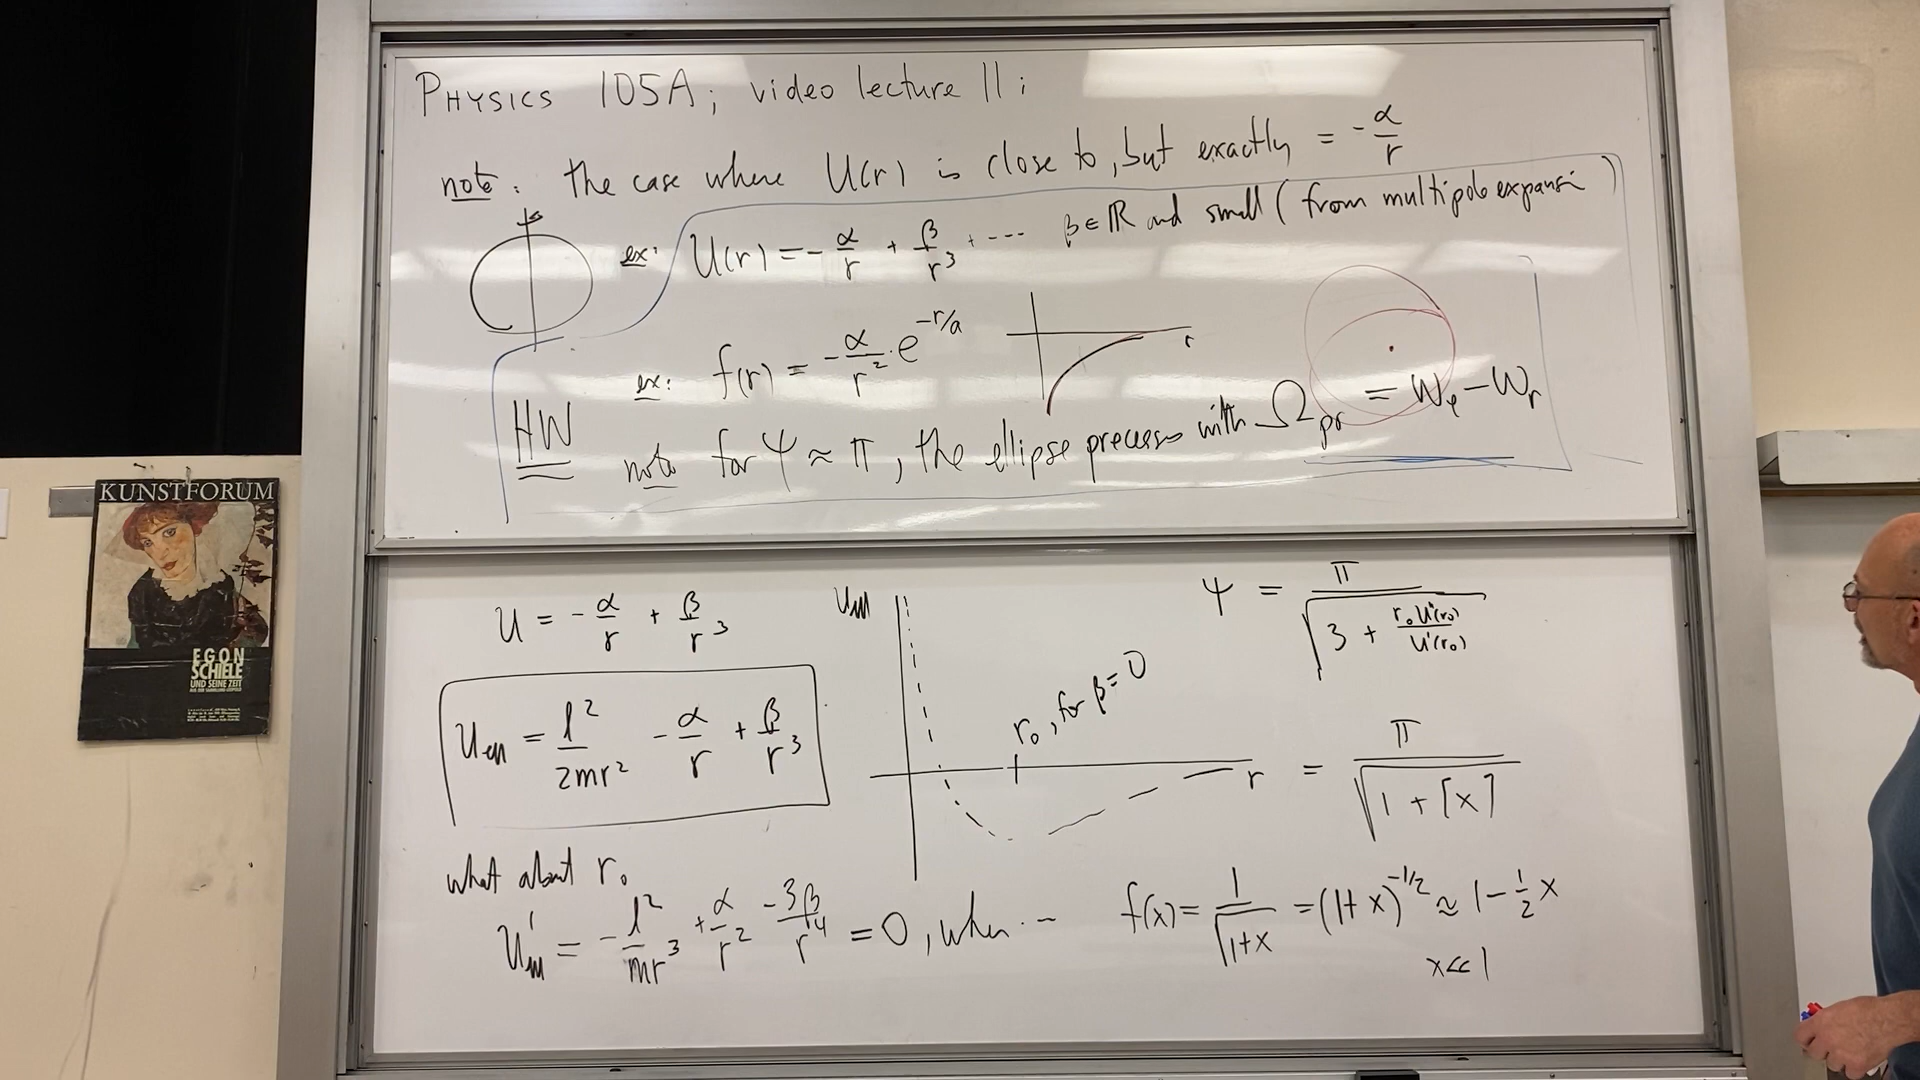 PHYSICS 105A; video lecture 11:
note: the case where U(r) is close to, but exactly = -α/r
ex: U(r) = -α/r + β/r³ + --- β∈ℝ and small (from multipole expansi)
ex: f(r) = -α/r² · e^(-r/a)
r
HW
note for ψ ≈ π, the ellipse precesses with Ω_pr = ω_φ - ω_r
U = -α/r + β/r³
U_eff = l²/2mr² - α/r + β/r³
what about r₀
U'_eff = -l²/mr³ + α/r² - 3β/r⁴ = 0, when --
U_eff
r₀, for β=0
r
ψ = π/√(3 + r₀U''(r₀)/U'(r₀))
= π/√(1 + [x])
f(x) = 1/√(1+x) = (1+x)^(-1/2) ≈ 1 - ½x
x<<1
KUNSTFORUM
EGON
SCHIELE
UND SEINE ZEIT